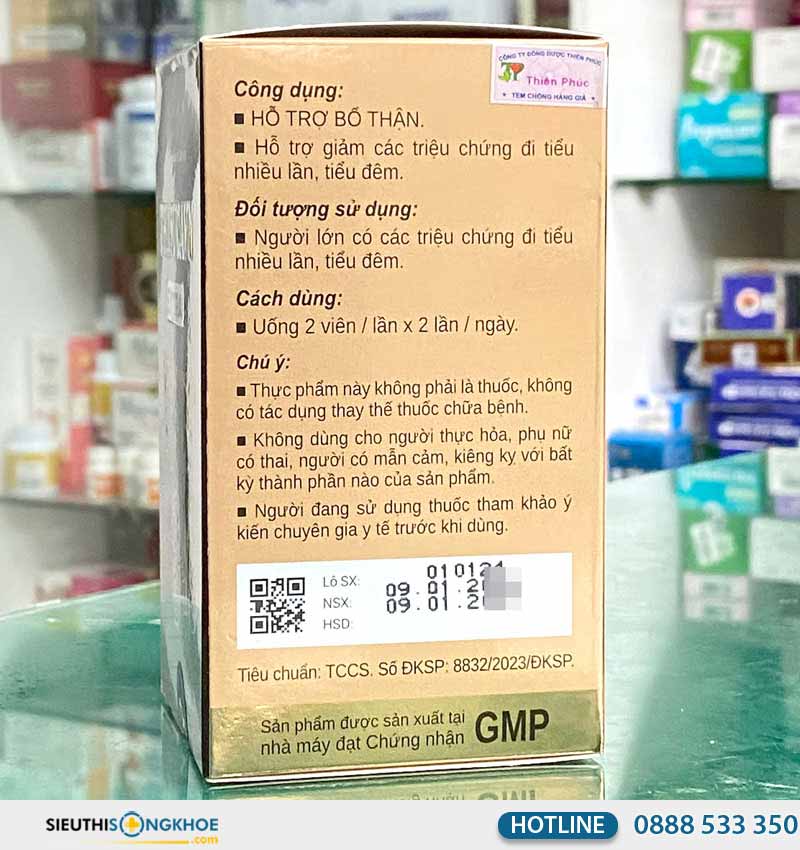 CÔNG TY ĐÔNG DƯỢC THIÊN PHÚC
Thiên Phúc
TEM CHỐNG HÀNG GIẢ
Công dụng:
■ HỖ TRỢ BỔ THẬN.
■ Hỗ trợ giảm các triệu chứng đi tiểu
nhiều lần, tiểu đêm.
Đối tượng sử dụng:
■ Người lớn có các triệu chứng đi tiểu
nhiều lần, tiểu đêm.
Cách dùng:
■ Uống 2 viên / lần x 2 lần / ngày.
Chú ý:
■ Thực phẩm này không phải là thuốc, không
có tác dụng thay thế thuốc chữa bệnh.
■ Không dùng cho người thực hỏa, phụ nữ
có thai, người có mẫn cảm, kiêng kỵ với bất
kỳ thành phần nào của sản phẩm.
■ Người đang sử dụng thuốc tham khảo ý
kiến chuyên gia y tế trước khi dùng.
Lô SX: 010124
NSX: 09.01.2
HSD: 09.01.2
Tiêu chuẩn: TCCS. Số ĐKSP: 8832/2023/ĐKSP.
Sản phẩm được sản xuất tại
nhà máy đạt Chứng nhận GMP
SIEUTHISONGKHOE
.com
HOTLINE 0888 533 350